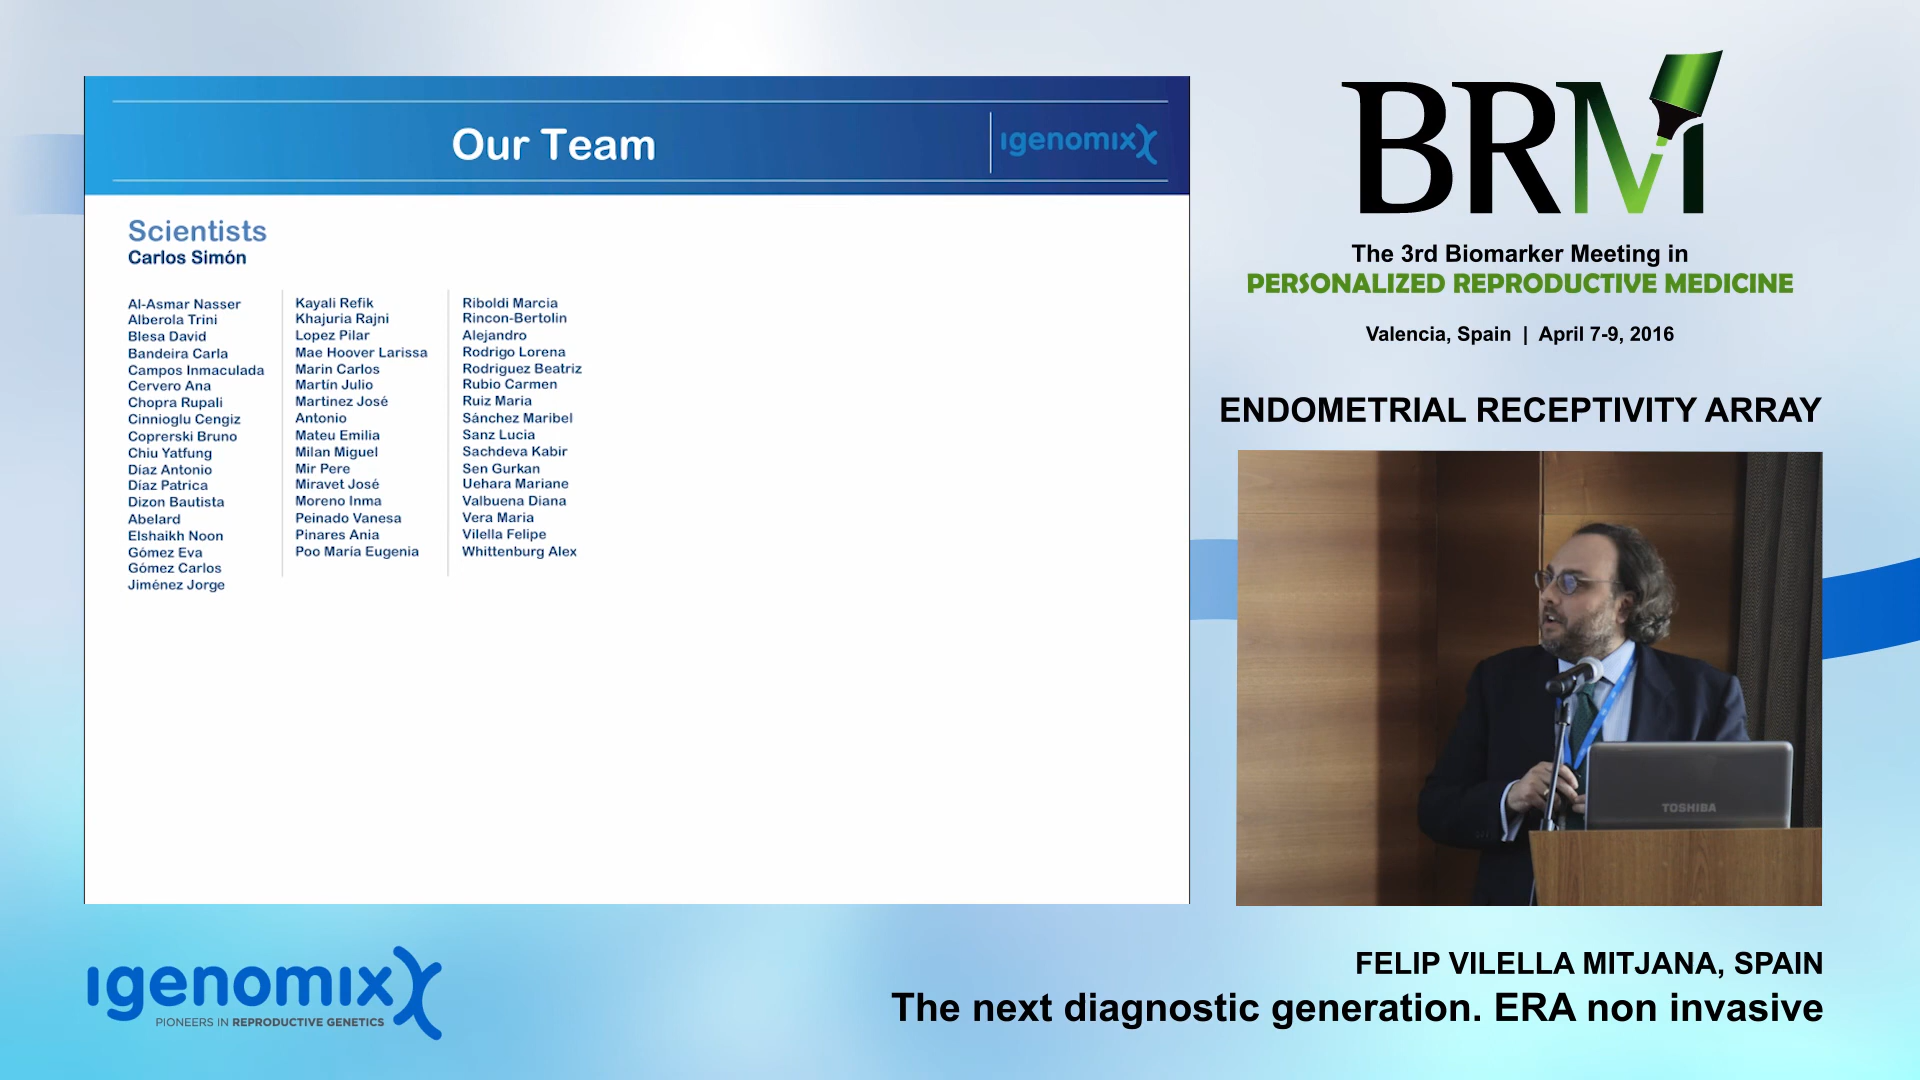 Our Team
igenomix
Scientists
Carlos Simón
Al-Asmar Nasser
Alberola Trini
Blesa David
Bandeira Carla
Campos Inmaculada
Cervero Ana
Chopra Rupali
Cinnioglu Cengiz
Coprerski Bruno
Chiu Yatfung
Díaz Antonio
Díaz Patrica
Dizon Bautista
Abelard
Elshaikh Noon
Gómez Eva
Gómez Carlos
Jiménez Jorge
Kayali Refik
Khajuria Rajni
Lopez Pilar
Mae Hoover Larissa
Marin Carlos
Martín Julio
Martinez José
Antonio
Mateu Emilia
Milan Miguel
Mir Pere
Miravet José
Moreno Inma
Peinado Vanesa
Pinares Ania
Poo María Eugenia
Riboldi Marcia
Rincon-Bertolin
Alejandro
Rodrigo Lorena
Rodriguez Beatriz
Rubio Carmen
Ruiz Maria
Sánchez Maribel
Sanz Lucia
Sachdeva Kabir
Sen Gurkan
Uehara Mariane
Valbuena Diana
Vera Maria
Vilella Felipe
Whittenburg Alex
BRM
The 3rd Biomarker Meeting in
PERSONALIZED REPRODUCTIVE MEDICINE
Valencia, Spain | April 7-9, 2016
ENDOMETRIAL RECEPTIVITY ARRAY
TOSHIBA
igenomix
PIONEERS IN REPRODUCTIVE GENETICS
FELIP VILELLA MITJANA, SPAIN
The next diagnostic generation. ERA non invasive